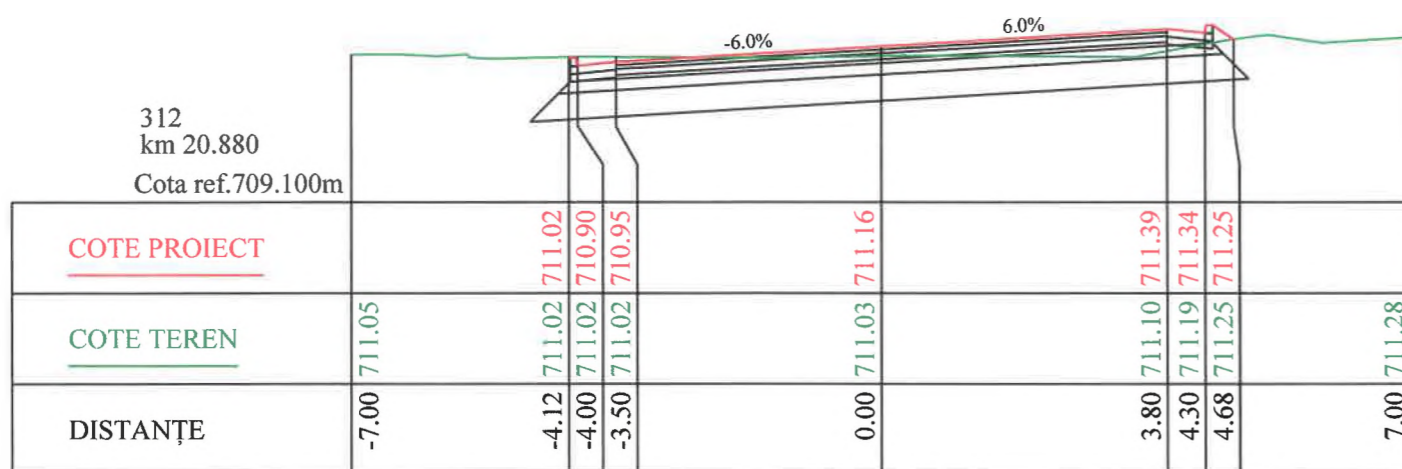 -6.0% 6.0%
312
km 20.880
Cota ref.709.100m
COTE PROIECT 711.02 710.90 710.95 711.16 711.39 711.34 711.25
COTE TEREN 711.05 711.02 711.02 711.02 711.03 711.10 711.19 711.25 711.28
DISTANȚE -7.00 -4.12 -4.00 -3.50 0.00 3.80 4.30 4.68 7.00